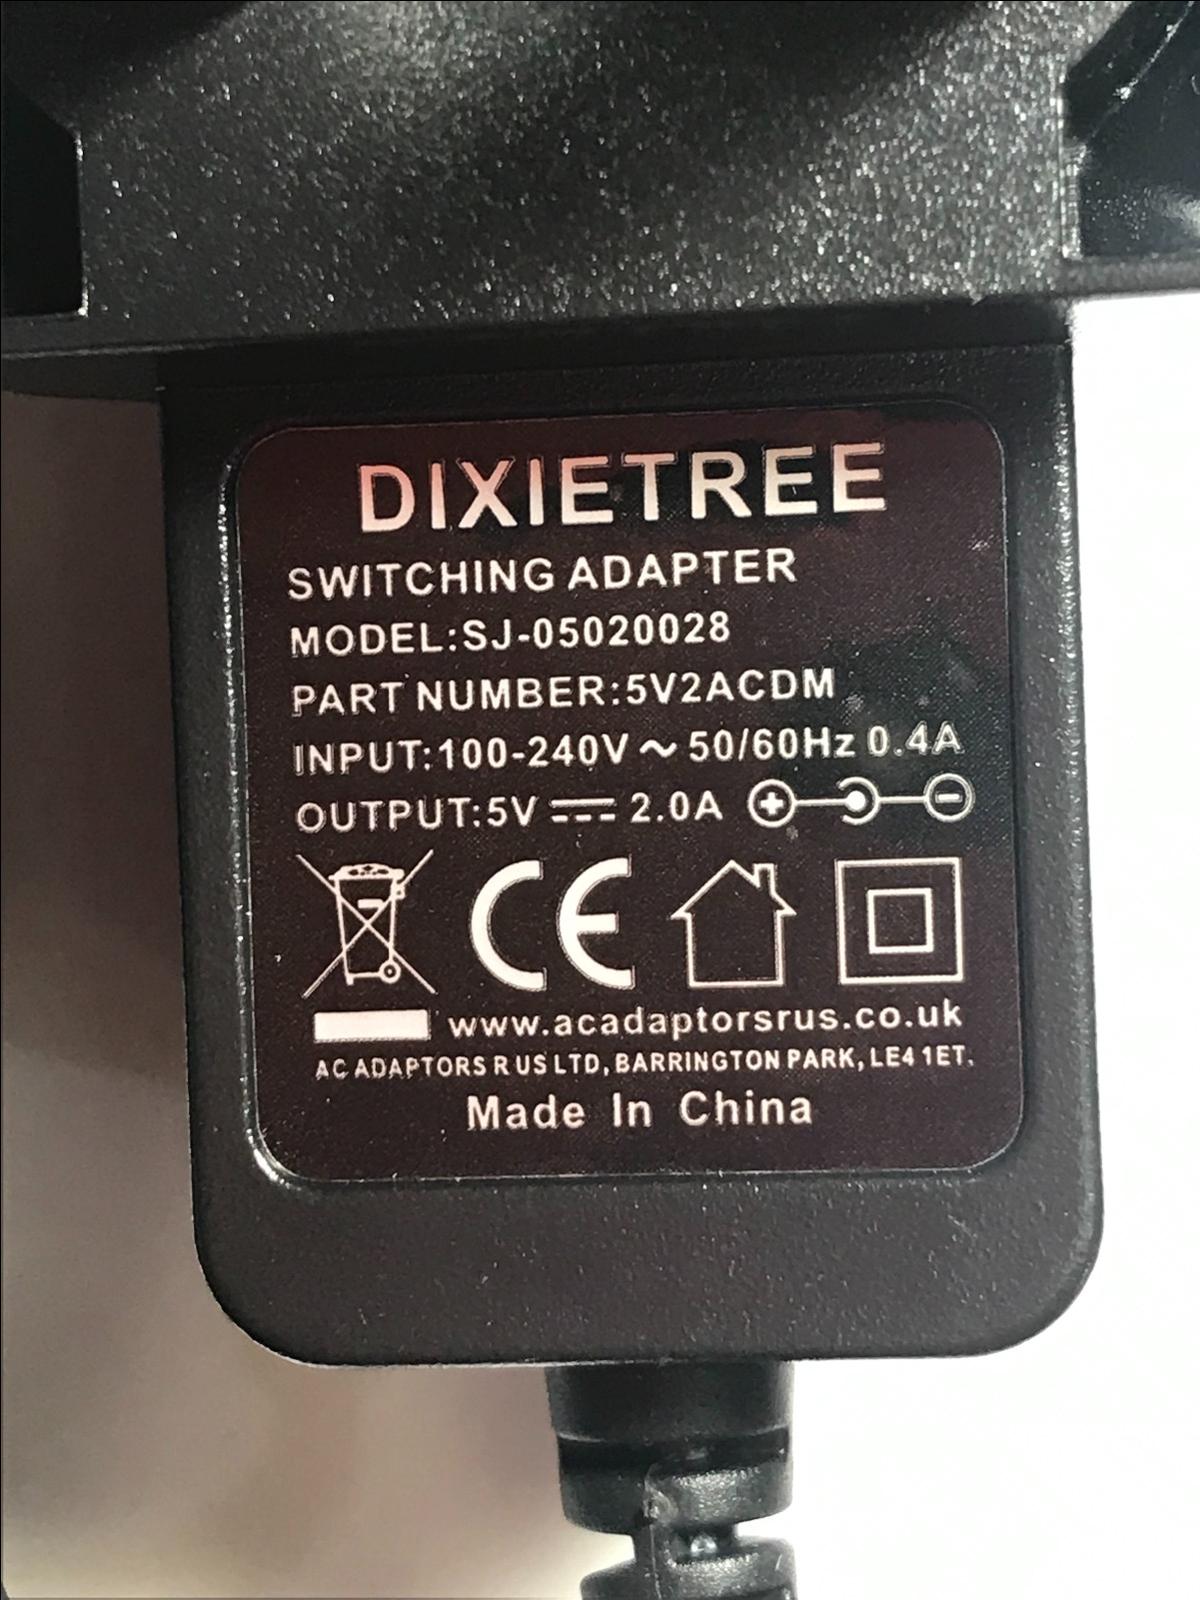 DIXIETREE
SWITCHING ADAPTER
MODEL:SJ-05020028
PART NUMBER:5V2ACDM
INPUT:100-240V ~ 50/60Hz 0.4A
OUTPUT:5V ⎓ 2.0A
CE
www.acadaptorsrus.co.uk
AC ADAPTORS R US LTD, BARRINGTON PARK, LE4 1ET.
Made In China